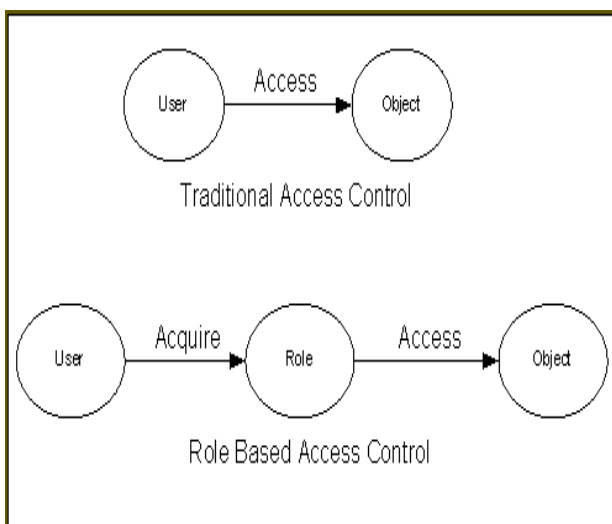 Access
User
Object
Traditional Access Control
Acquire
Access
User
Role
Object
Role Based Access Control